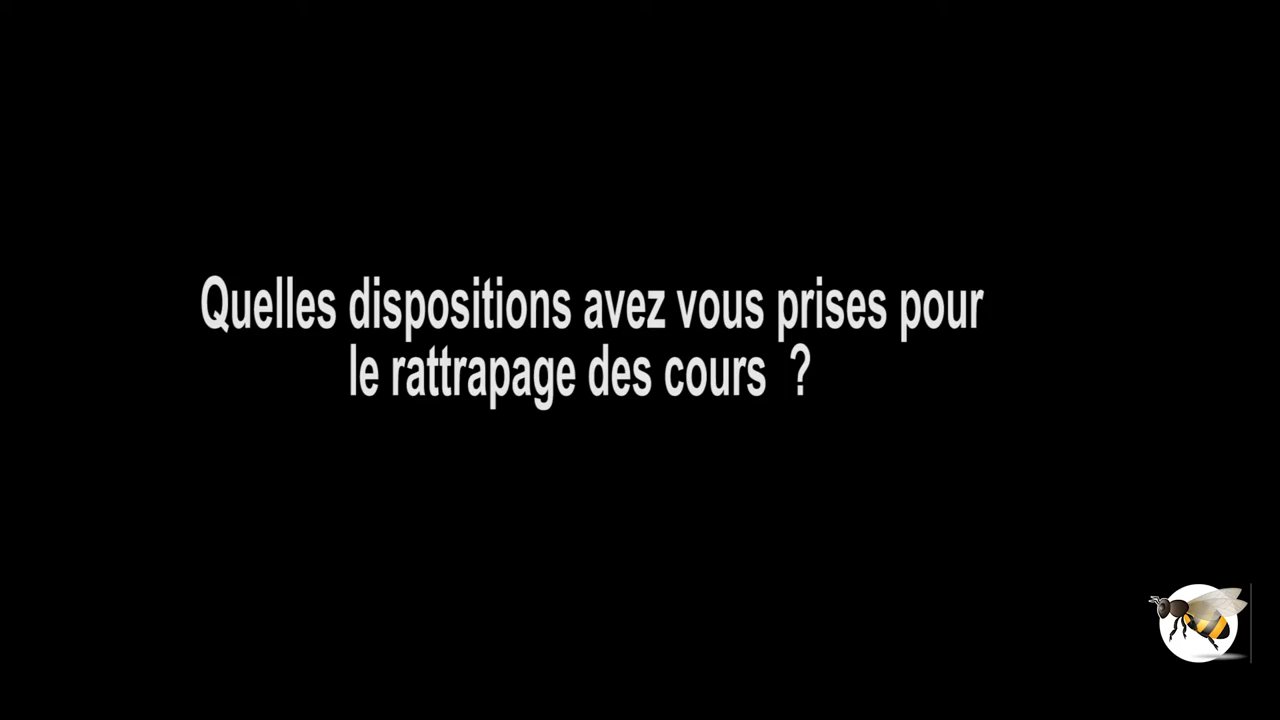 Quelles dispositions avez vous prises pour
le rattrapage des cours  ?